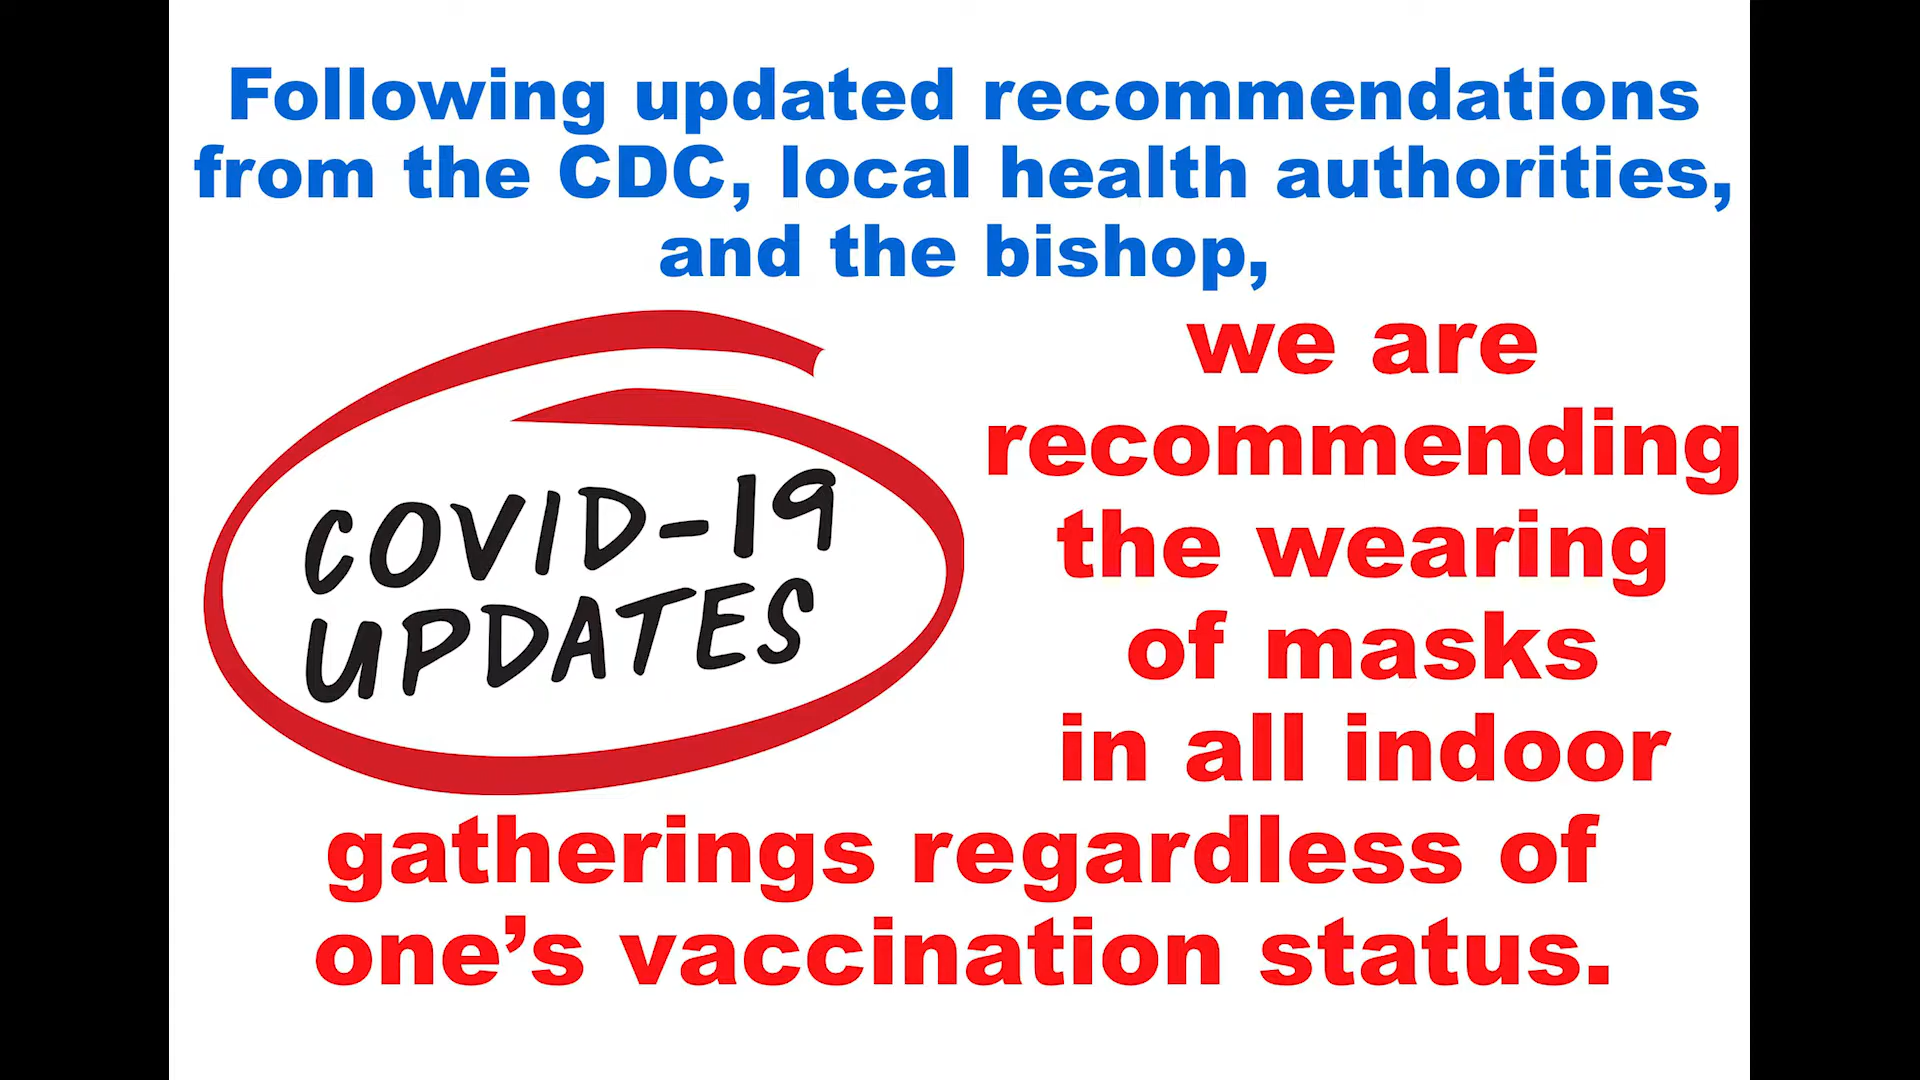 Following updated recommendations
from the CDC, local health authorities,
and the bishop,
COVID-19
UPDATES
we are
recommending
the wearing
of masks
in all indoor
gatherings regardless of
one’s vaccination status.